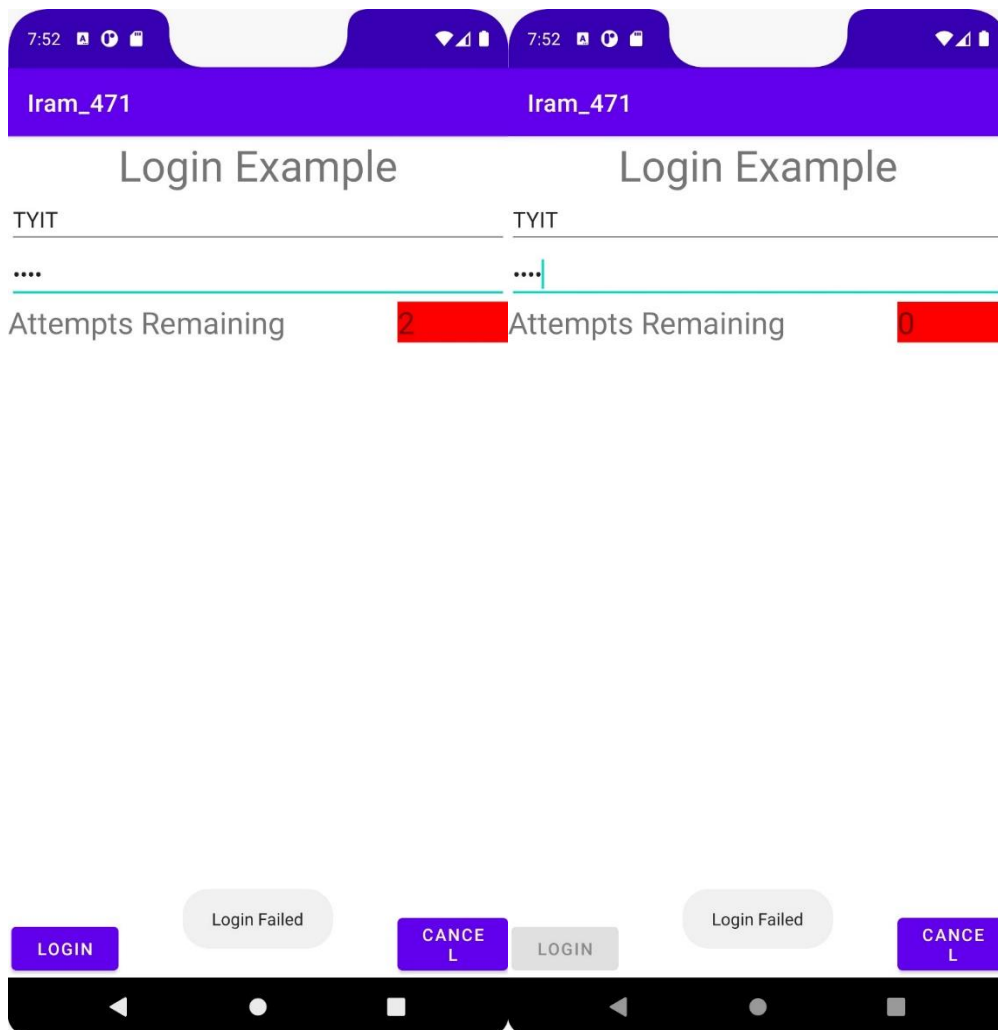 7:52
Iram_471
Login Example
TYIT
••••
Attempts Remaining 2
Login Failed
LOGIN
CANCE
L
7:52
Iram_471
Login Example
TYIT
••••
Attempts Remaining 0
Login Failed
LOGIN
CANCE
L